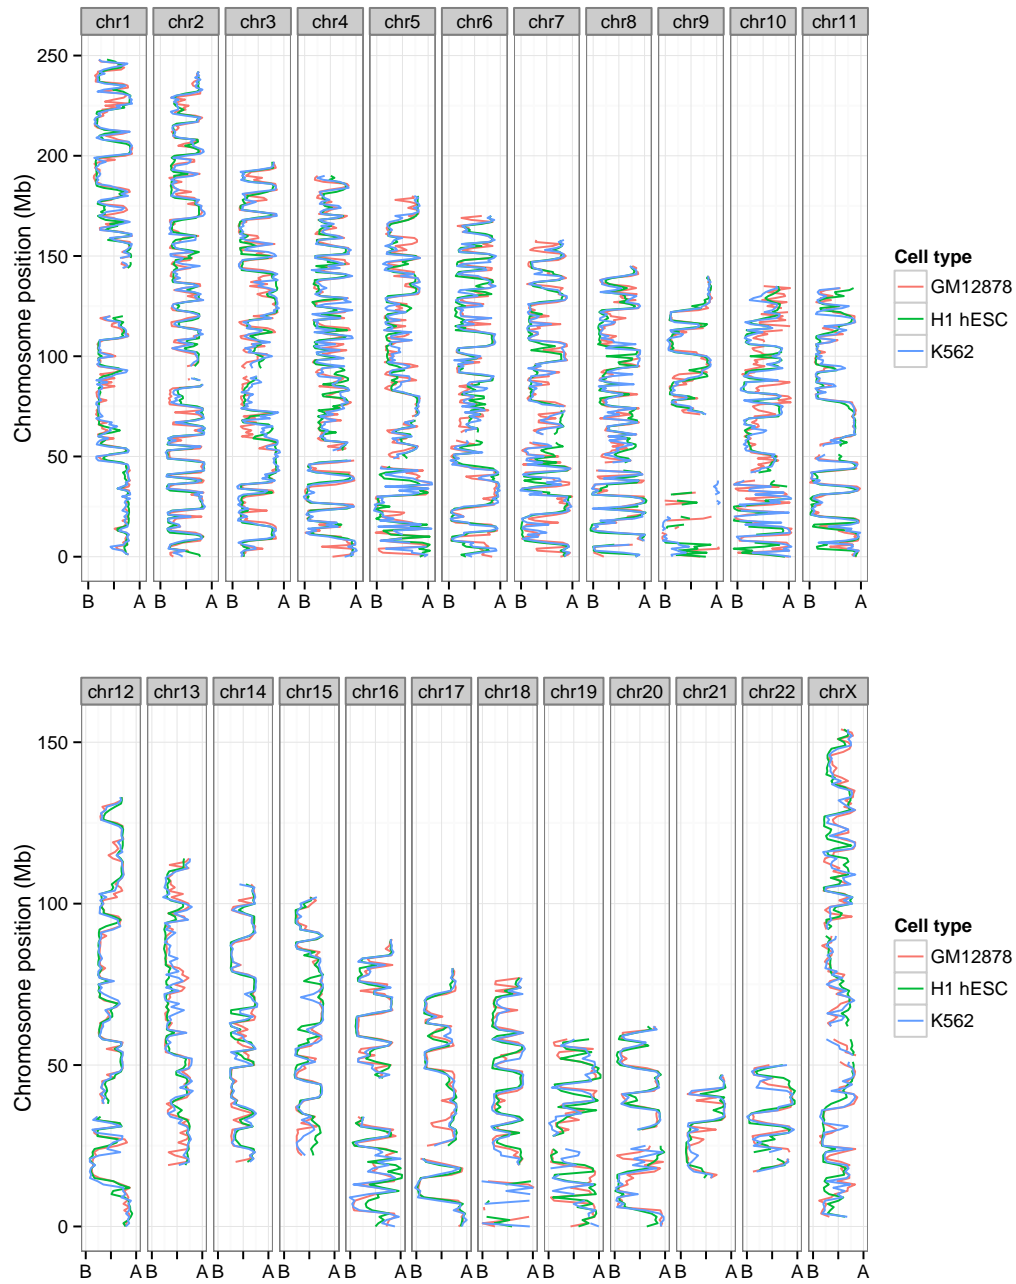 chr1 chr2 chr3 chr4 chr5 chr6 chr7 chr8 chr9 chr10 chr11
Chromosome position (Mb)
250
200
150
100
50
0
B A B A B A B A B A B A B A B A B A B A B A
Cell type
GM12878
H1 hESC
K562
chr12 chr13 chr14 chr15 chr16 chr17 chr18 chr19 chr20 chr21 chr22 chrX
Chromosome position (Mb)
150
100
50
0
B A B A B A B A B A B A B A B A B A B A B A B A
Cell type
GM12878
H1 hESC
K562